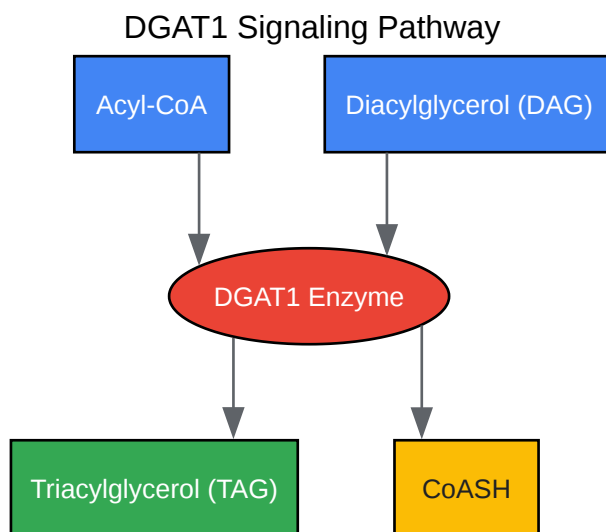 DGAT1 Signaling Pathway
Acyl-CoA
Diacylglycerol (DAG)
DGAT1 Enzyme
Triacylglycerol (TAG)
CoASH